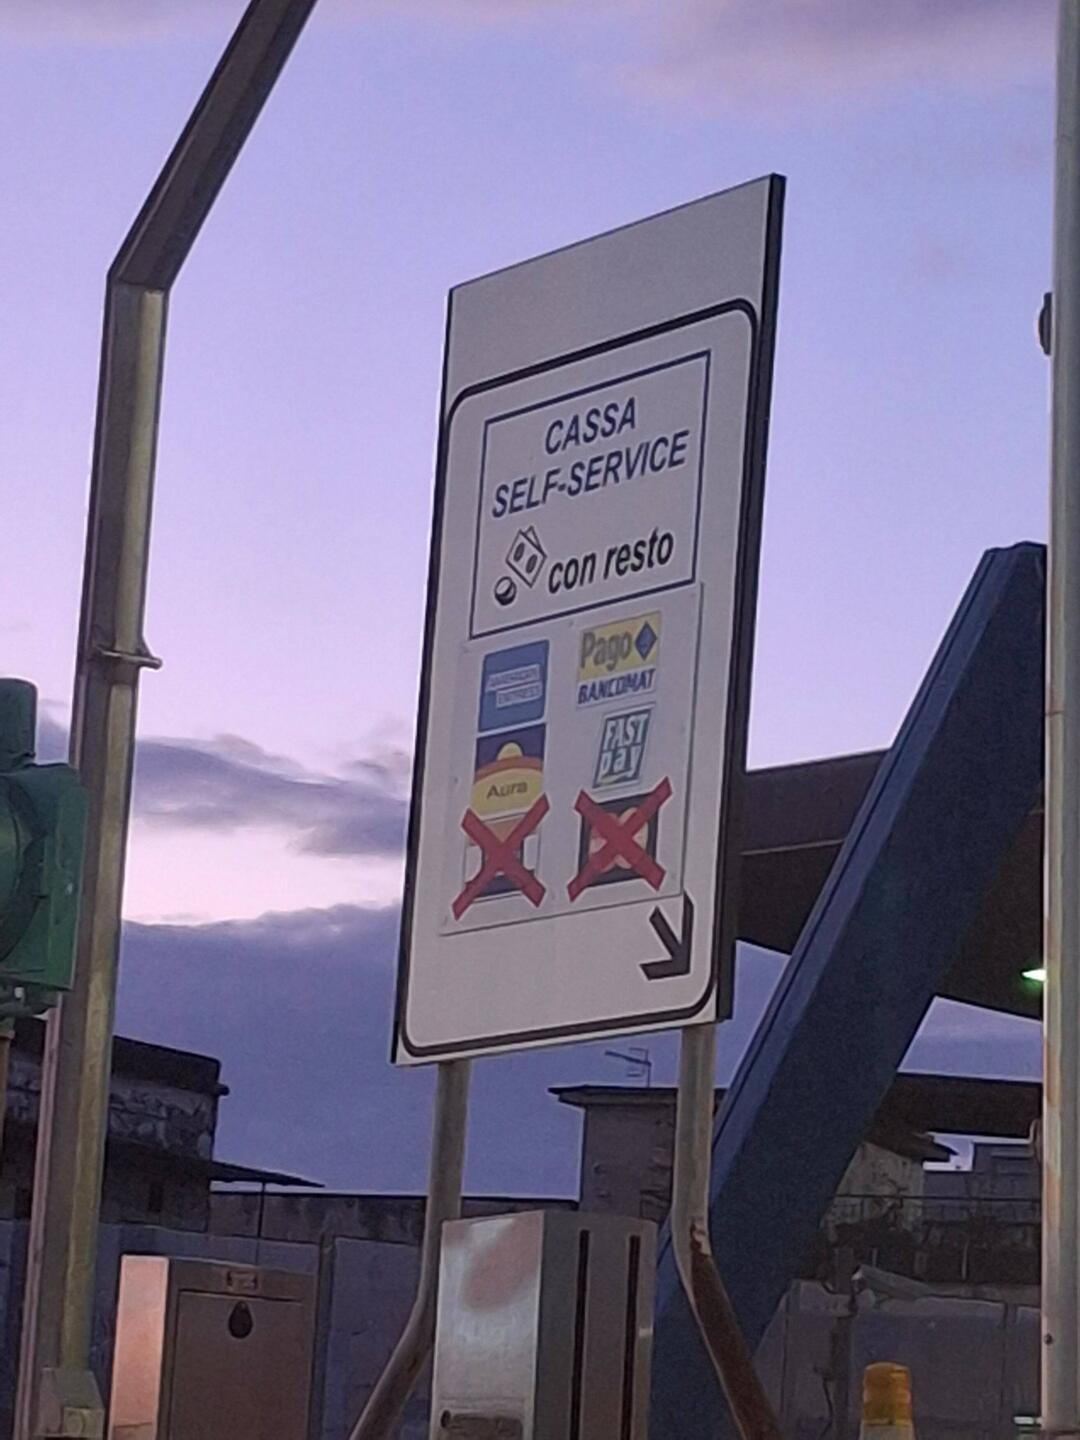 CASSA
SELF-SERVICE
con resto
AMERICAN
EXPRESS
Pago
BANCOMAT
Aura
FAST
pay